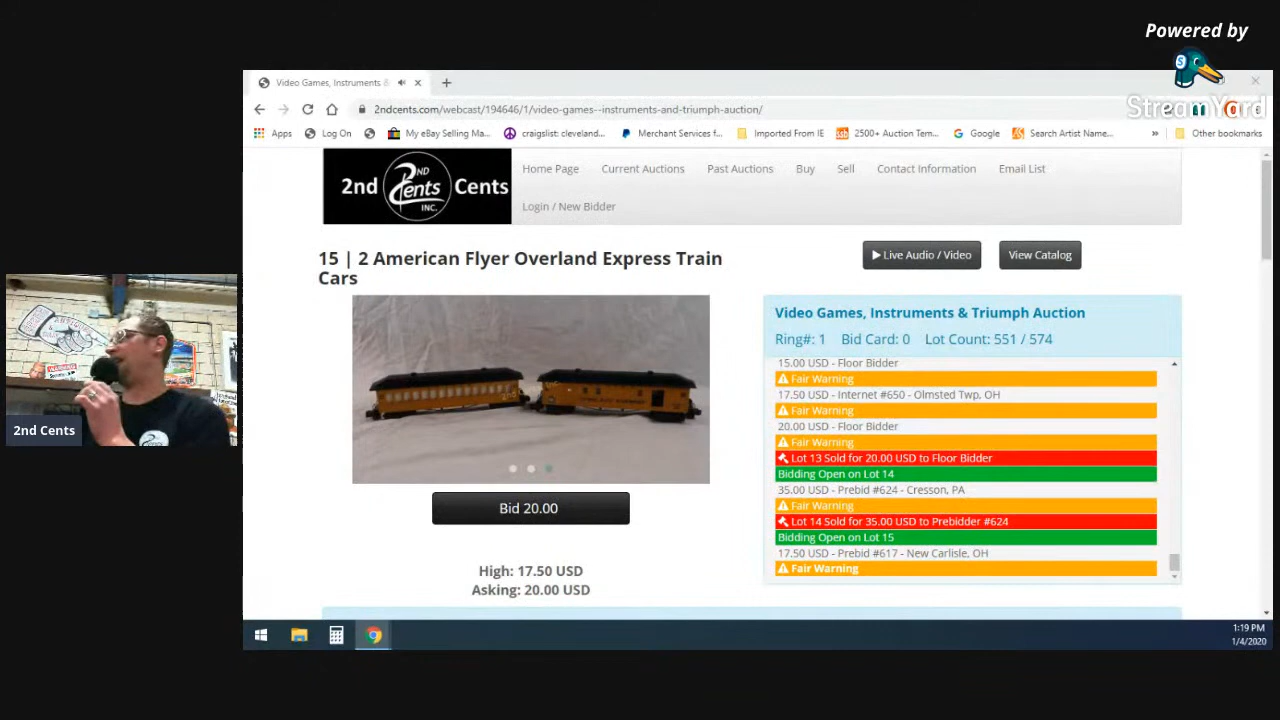 Powered by
StreamYard
Video Games, Instruments &
2ndcents.com/webcast/194646/1/video-games--instruments-and-triumph-auction/
Apps
Log On
My eBay Selling Ma...
craigslist: cleveland...
Merchant Services f...
Imported From IE
2500+ Auction Tem...
Google
Search Artist Name...
»
Other bookmarks
2nd
2ND
Cents
INC.
Cents
Home Page
Current Auctions
Past Auctions
Buy
Sell
Contact Information
Email List
Login / New Bidder
15 | 2 American Flyer Overland Express Train
Cars
Live Audio / Video
View Catalog
Bid 20.00
High: 17.50 USD
Asking: 20.00 USD
Video Games, Instruments & Triumph Auction
Ring#: 1 Bid Card: 0 Lot Count: 551 / 574
15.00 USD - Floor Bidder
Fair Warning
17.50 USD - Internet #650 - Olmsted Twp, OH
Fair Warning
20.00 USD - Floor Bidder
Fair Warning
Lot 13 Sold for 20.00 USD to Floor Bidder
Bidding Open on Lot 14
35.00 USD - Prebid #624 - Cresson, PA
Fair Warning
Lot 14 Sold for 35.00 USD to Prebidder #624
Bidding Open on Lot 15
17.50 USD - Prebid #617 - New Carlisle, OH
Fair Warning
2nd Cents
1:19 PM
1/4/2020